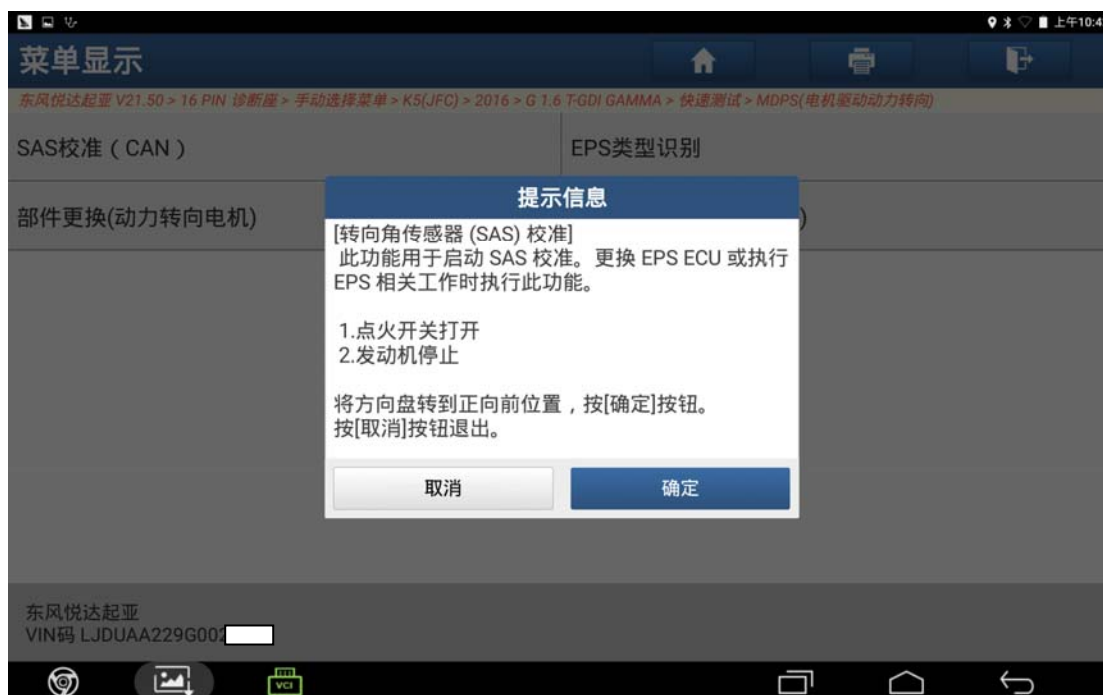 上午10:4
菜单显示
东风悦达起亚 V21.50 > 16 PIN 诊断座 > 手动选择菜单 > K5(JFC) > 2016 > G 1.6 T-GDI GAMMA > 快速测试 > MDPS(电机驱动动力转向)
SAS校准（CAN）
EPS类型识别
部件更换(动力转向电机)
)
提示信息
[转向角传感器 (SAS) 校准]
此功能用于启动 SAS 校准。更换 EPS ECU 或执行
EPS 相关工作时执行此功能。
1.点火开关打开
2.发动机停止
将方向盘转到正向前位置，按[确定]按钮。
按[取消]按钮退出。
取消
确定
东风悦达起亚
VIN码 LJDUAA229G002
VCI